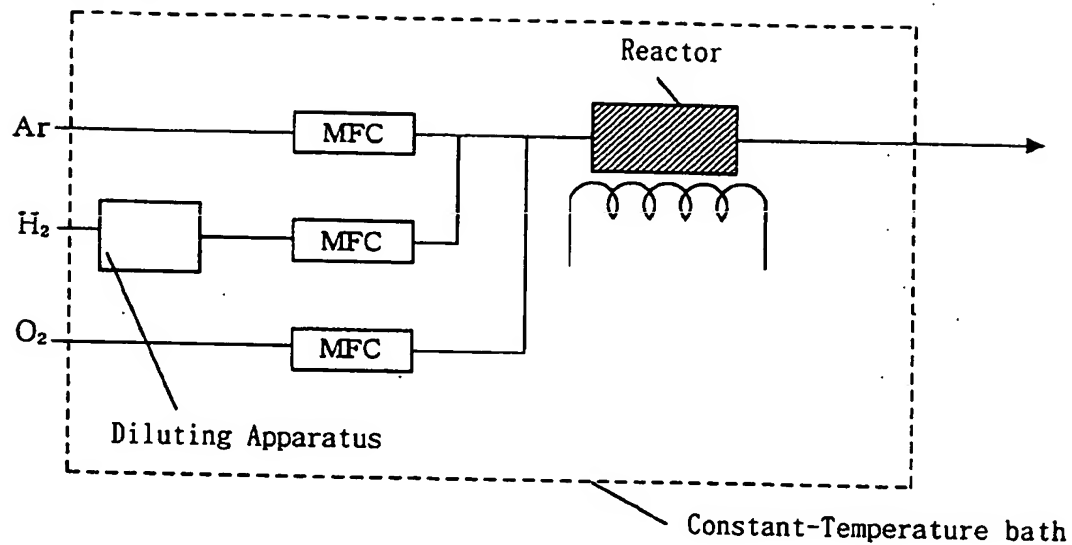 Reactor
Ar
MFC
H₂
MFC
O₂
MFC
Diluting Apparatus
Constant-Temperature bath